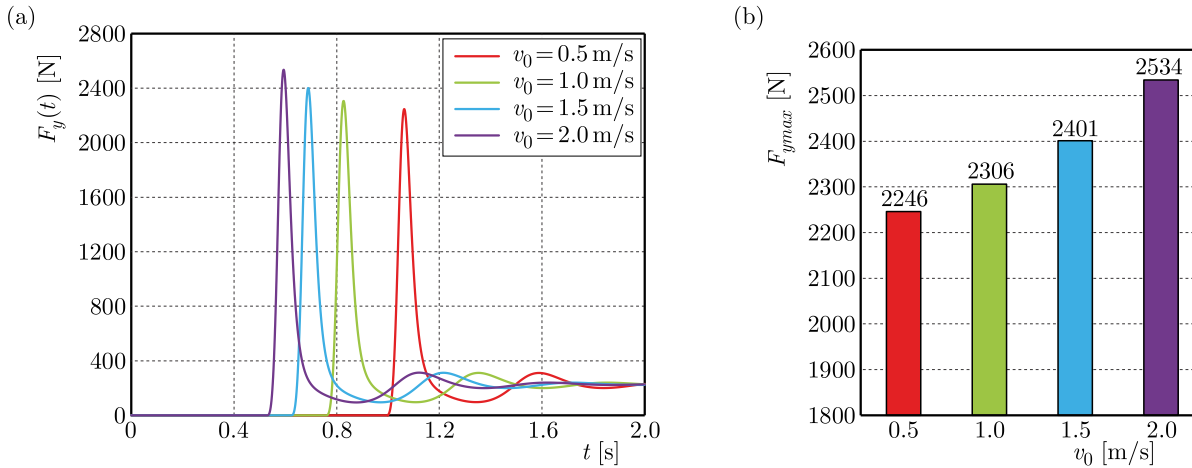 (a)
F_y(t) [N]
2800
2400
2000
1600
1200
800
400
0
0 0.4 0.8 1.2 1.6 2.0
t [s]
v_0 = 0.5 m/s
v_0 = 1.0 m/s
v_0 = 1.5 m/s
v_0 = 2.0 m/s
(b)
F_ymax [N]
2600
2500
2400
2300
2200
2100
2000
1900
1800
2246
2306
2401
2534
0.5 1.0 1.5 2.0
v_0 [m/s]